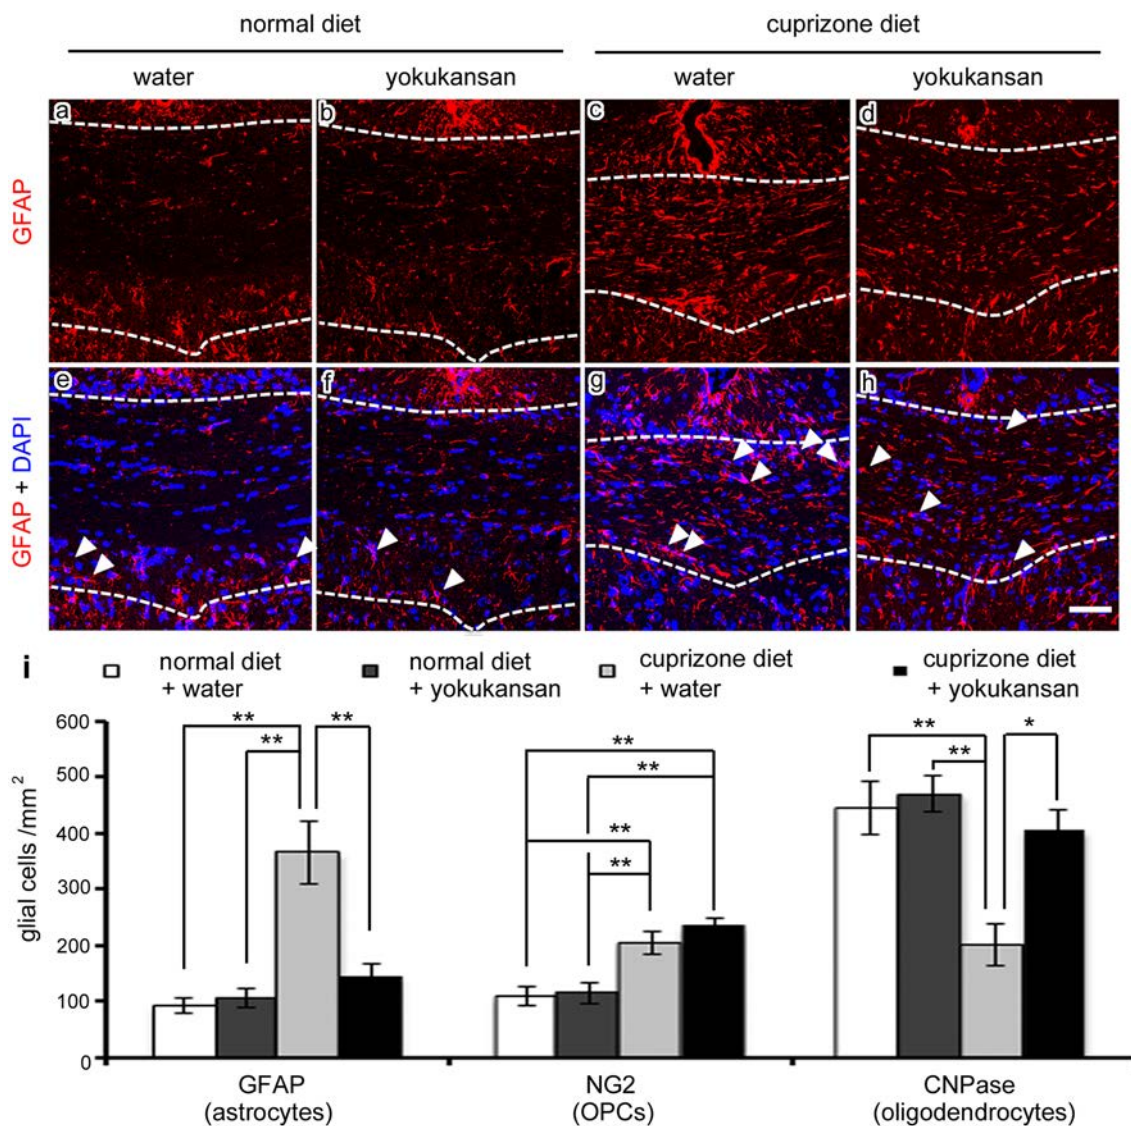 normal diet
cuprizone diet
water
yokukansan
water
yokukansan
GFAP
a
b
c
d
GFAP + DAPI
e
f
g
h
i
normal diet
+ water
normal diet
+ yokukansan
cuprizone diet
+ water
cuprizone diet
+ yokukansan
glial cells /mm²
600
500
400
300
200
100
0
**
**
**
**
**
**
**
**
**
*
GFAP
(astrocytes)
NG2
(OPCs)
CNPase
(oligodendrocytes)